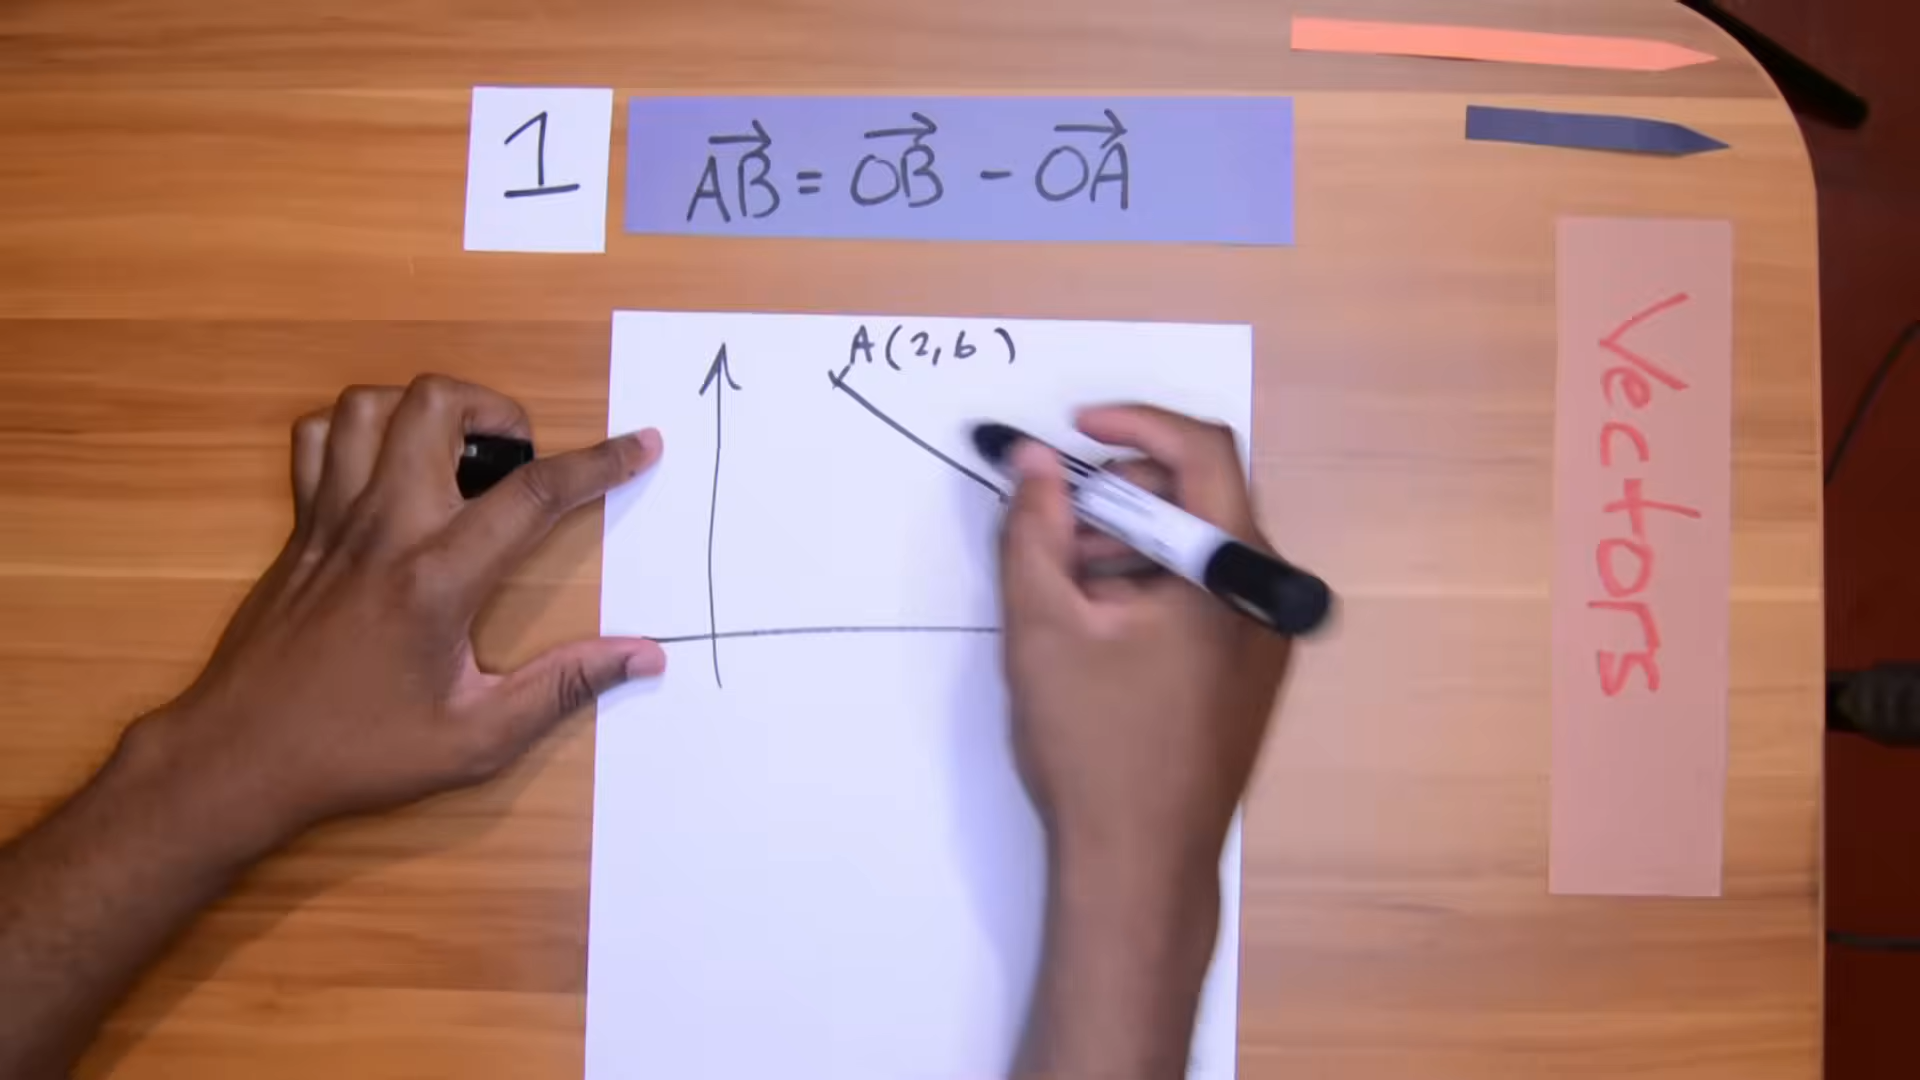 1
AB = OB - OA
A(2,6)
Vectors